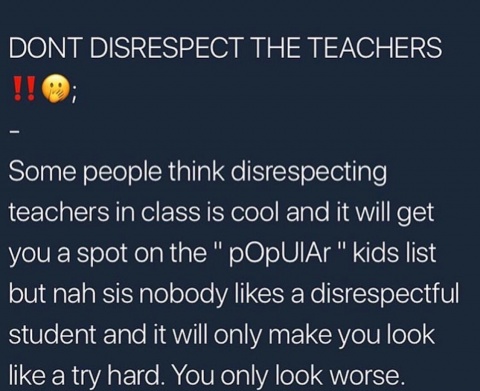 DONT DISRESPECT THE TEACHERS
‼️🤭;
–
Some people think disrespecting
teachers in class is cool and it will get
you a spot on the " pOpUlAr " kids list
but nah sis nobody likes a disrespectful
student and it will only make you look
like a try hard. You only look worse.